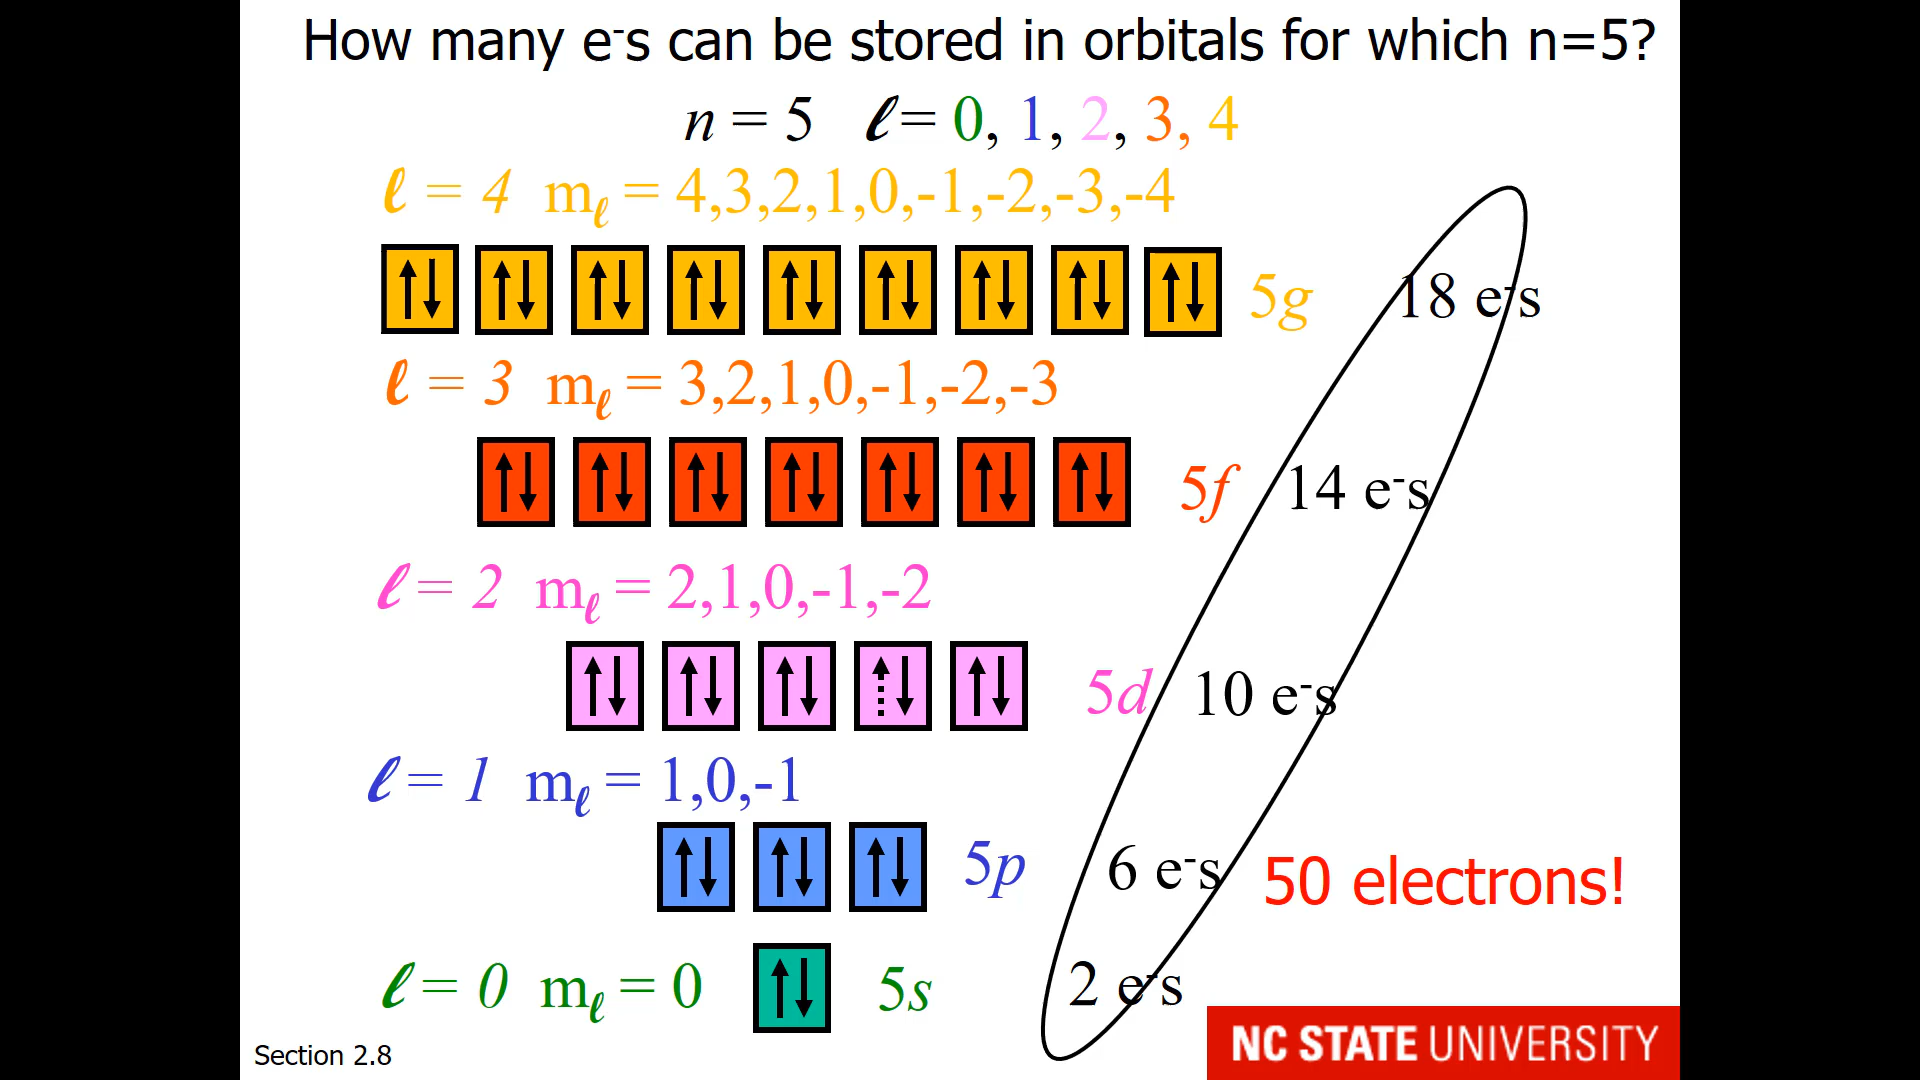 How many e⁻s can be stored in orbitals for which n=5?
n = 5 ℓ = 0, 1, 2, 3, 4
ℓ = 4 mℓ = 4,3,2,1,0,-1,-2,-3,-4
5g 18 e⁻s
ℓ = 3 mℓ = 3,2,1,0,-1,-2,-3
5f 14 e⁻s
ℓ = 2 mℓ = 2,1,0,-1,-2
5d 10 e⁻s
ℓ = 1 mℓ = 1,0,-1
5p 6 e⁻s 50 electrons!
ℓ = 0 mℓ = 0 5s 2 e⁻s
Section 2.8
NC STATE UNIVERSITY